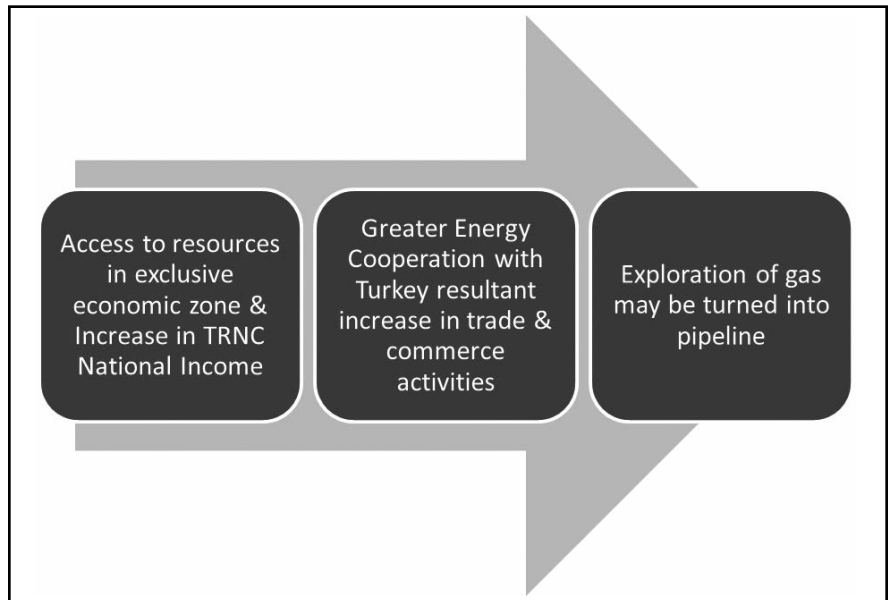 Access to resources
in exclusive
economic zone &
Increase in TRNC
National Income
Greater Energy
Cooperation with
Turkey resultant
increase in trade &
commerce
activities
Exploration of gas
may be turned into
pipeline